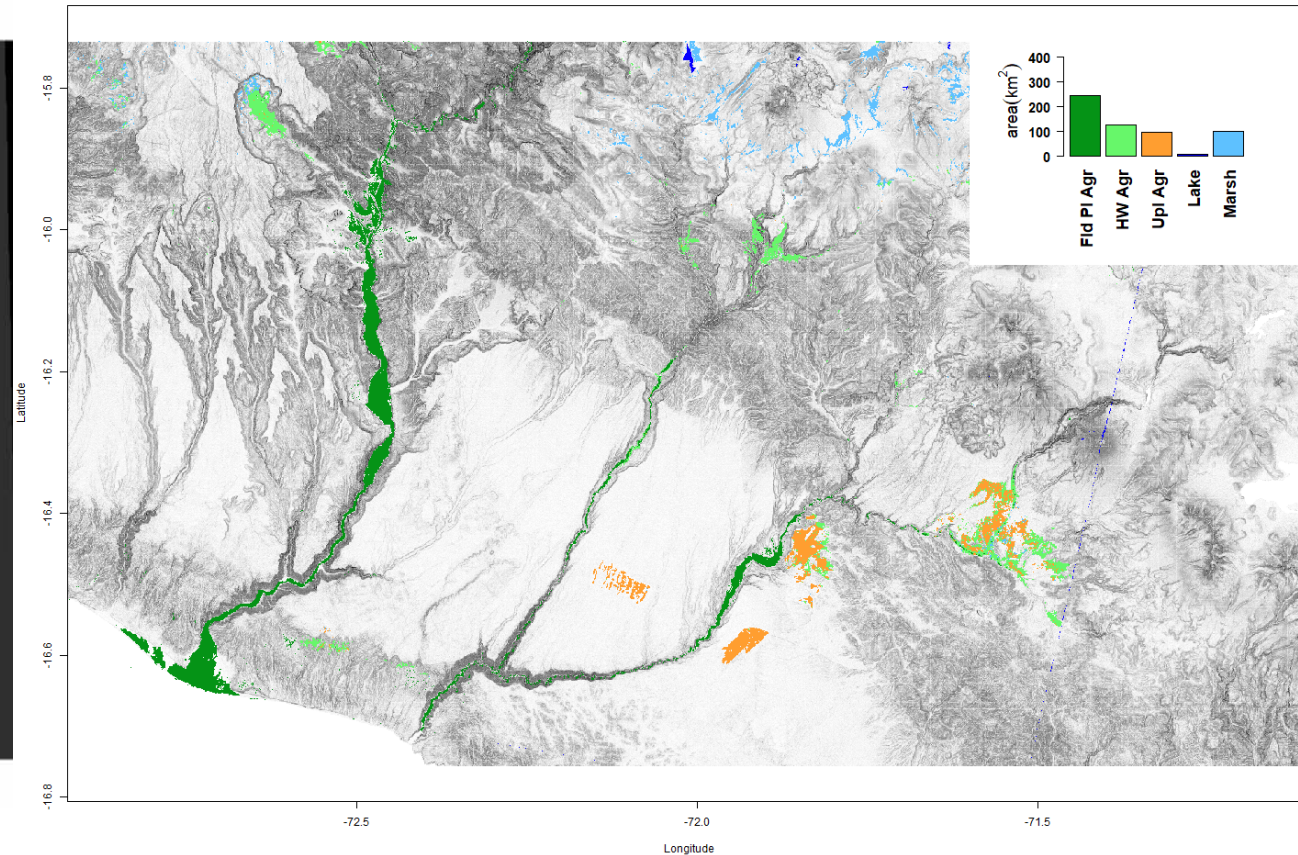 400
300
200
100
0
area(km²)
Fld Pl Agr
HW Agr
Upl Agr
Lake
Marsh
Latitude
-15.8
-16.0
-16.2
-16.4
-16.6
-16.8
-72.5
-72.0
-71.5
Longitude